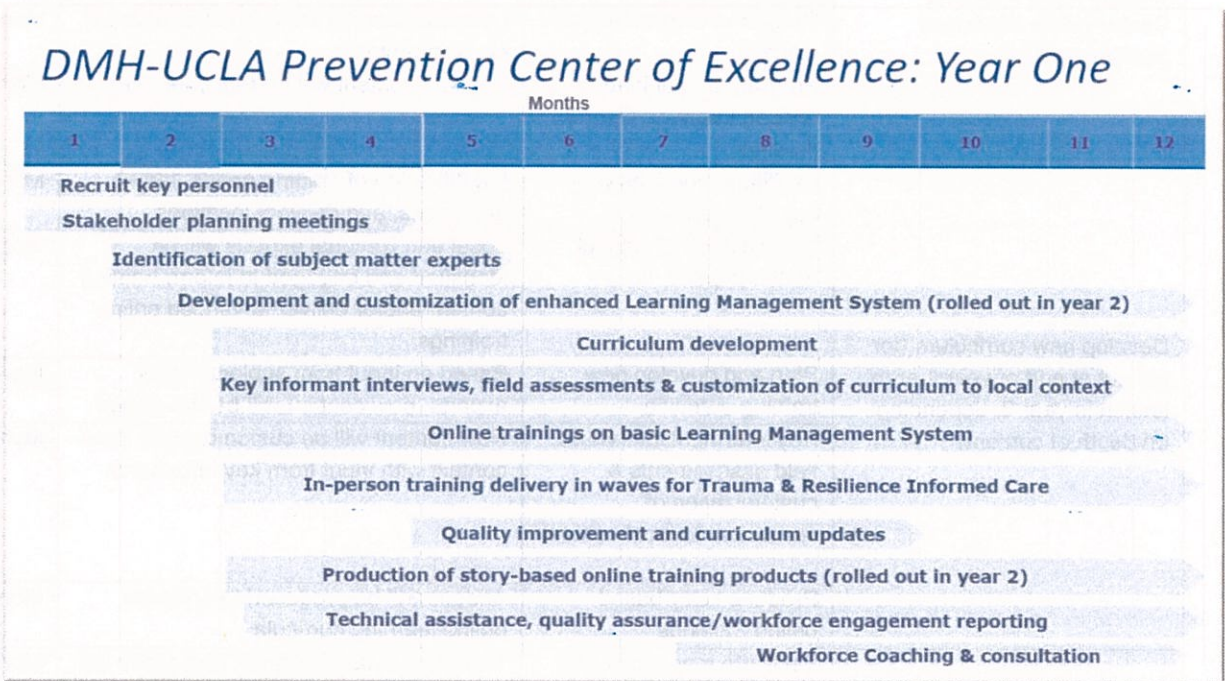 DMH-UCLA Prevention Center of Excellence: Year One
Months
1 2 3 4 5 6 7 8 9 10 11 12
Recruit key personnel
Stakeholder planning meetings
Identification of subject matter experts
Development and customization of enhanced Learning Management System (rolled out in year 2)
Curriculum development
Key informant interviews, field assessments & customization of curriculum to local context
Online trainings on basic Learning Management System
In-person training delivery in waves for Trauma & Resilience Informed Care
Quality improvement and curriculum updates
Production of story-based online training products (rolled out in year 2)
Technical assistance, quality assurance/workforce engagement reporting
Workforce Coaching & consultation